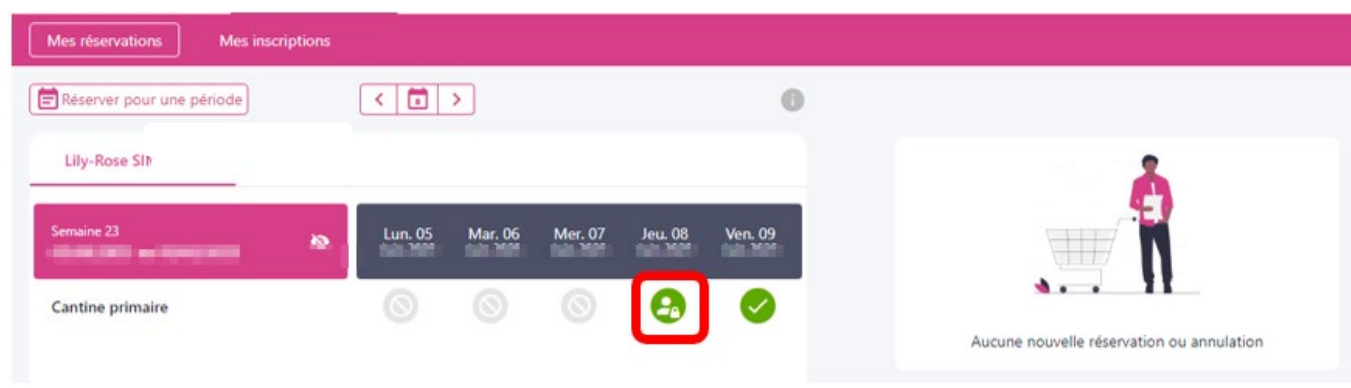 Mes réservations Mes inscriptions
Réserver pour une période
Lily-Rose
Semaine 23
Lun. 05 Mar. 06 Mer. 07 Jeu. 08 Ven. 09
Cantine primaire
Aucune nouvelle réservation ou annulation